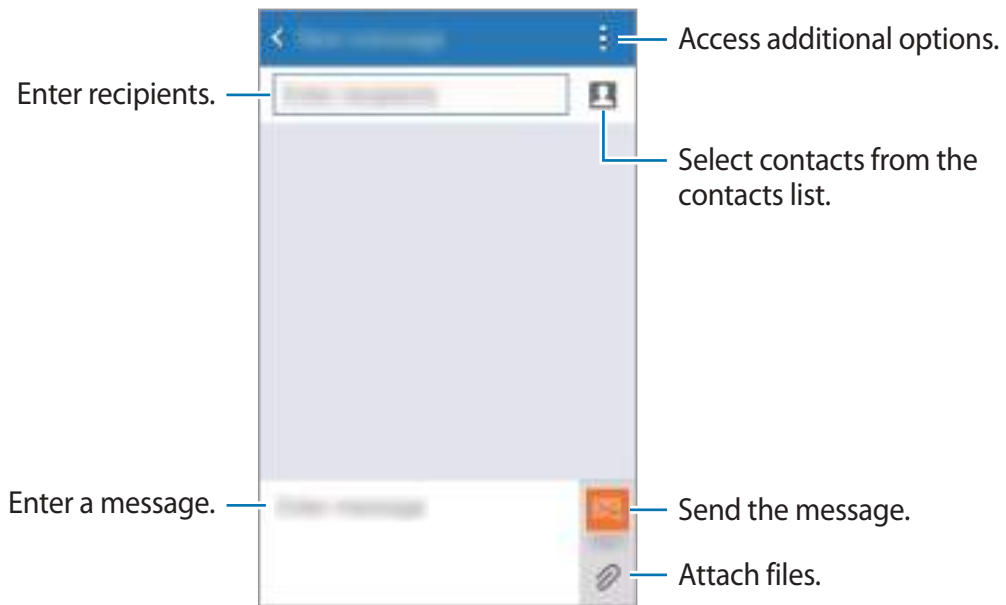 Access additional options.
Enter recipients.
Select contacts from the
contacts list.
Enter a message.
Send the message.
Attach files.